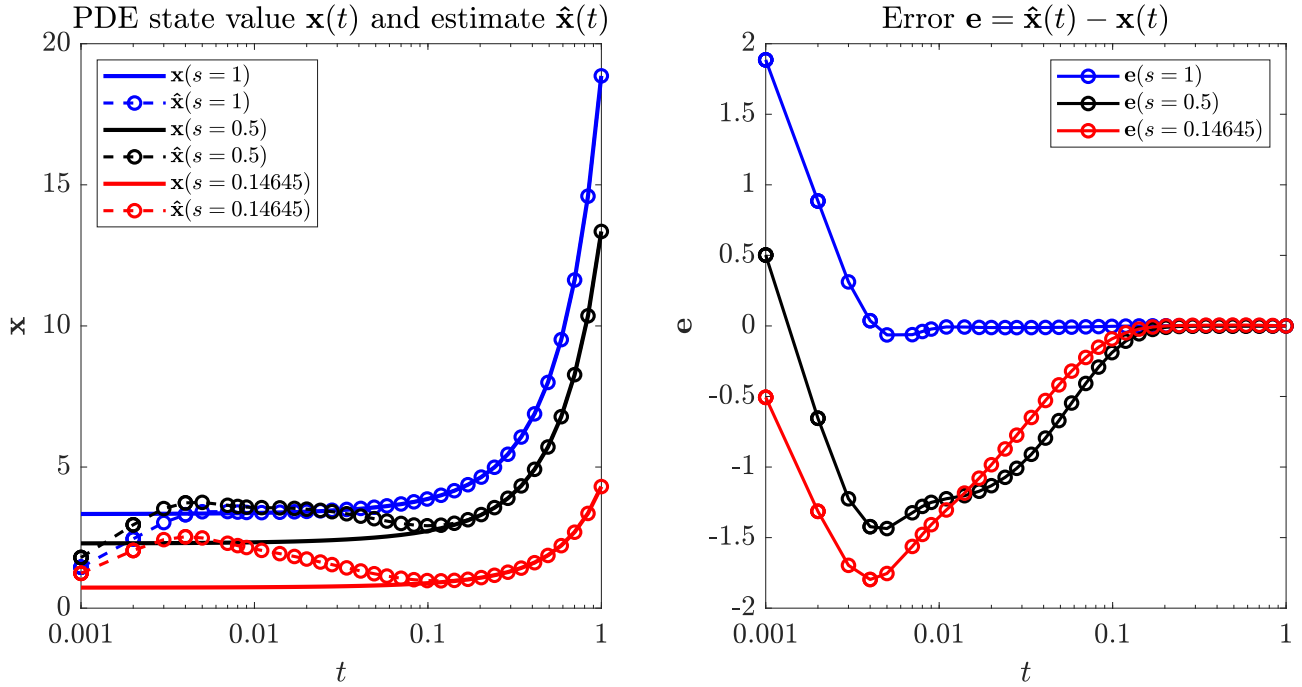 PDE state value x(t) and estimate x̂(t)
20
15
10
5
0
x
0.001
0.01
0.1
1
t
x(s = 1)
x̂(s = 1)
x(s = 0.5)
x̂(s = 0.5)
x(s = 0.14645)
x̂(s = 0.14645)
Error e = x̂(t) − x(t)
2
1.5
1
0.5
0
-0.5
-1
-1.5
-2
e
0.001
0.01
0.1
1
t
e(s = 1)
e(s = 0.5)
e(s = 0.14645)